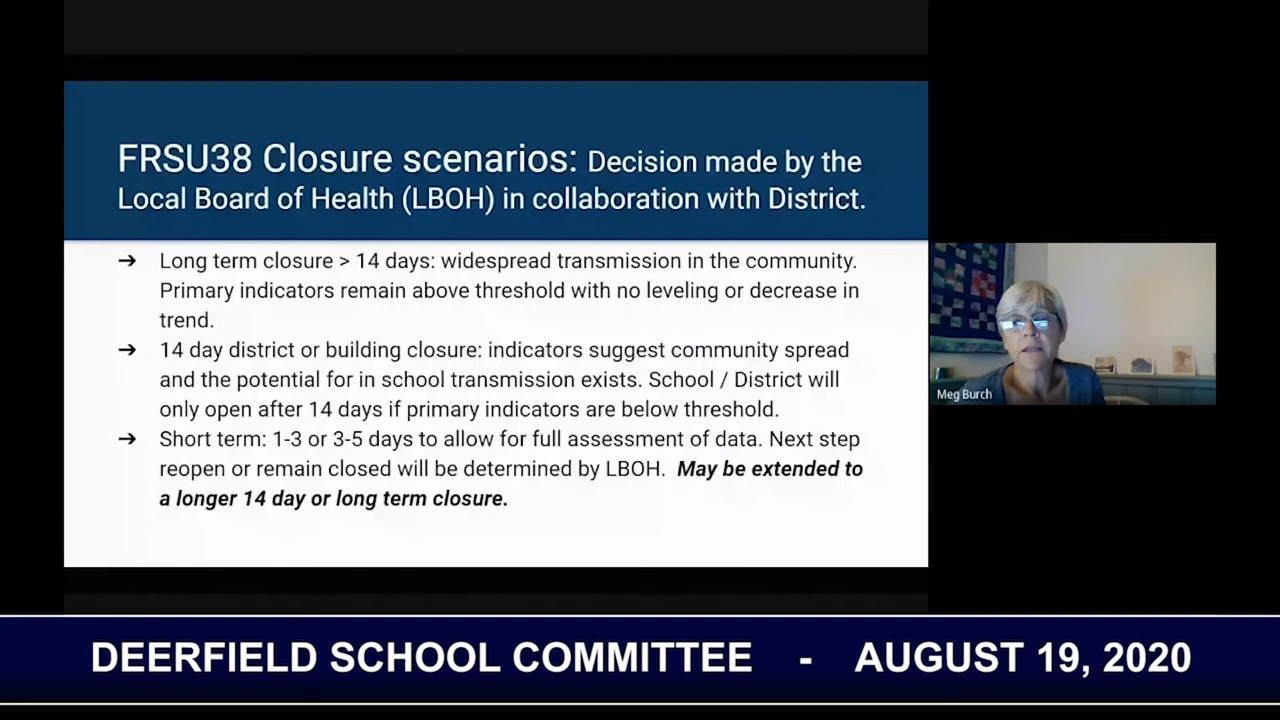 FRSU38 Closure scenarios: Decision made by the
Local Board of Health (LBOH) in collaboration with District.
➔ Long term closure > 14 days: widespread transmission in the community.
Primary indicators remain above threshold with no leveling or decrease in
trend.
➔ 14 day district or building closure: indicators suggest community spread
and the potential for in school transmission exists. School / District will
only open after 14 days if primary indicators are below threshold.
➔ Short term: 1-3 or 3-5 days to allow for full assessment of data. Next step
reopen or remain closed will be determined by LBOH. May be extended to
a longer 14 day or long term closure.
Meg Burch
DEERFIELD SCHOOL COMMITTEE - AUGUST 19, 2020